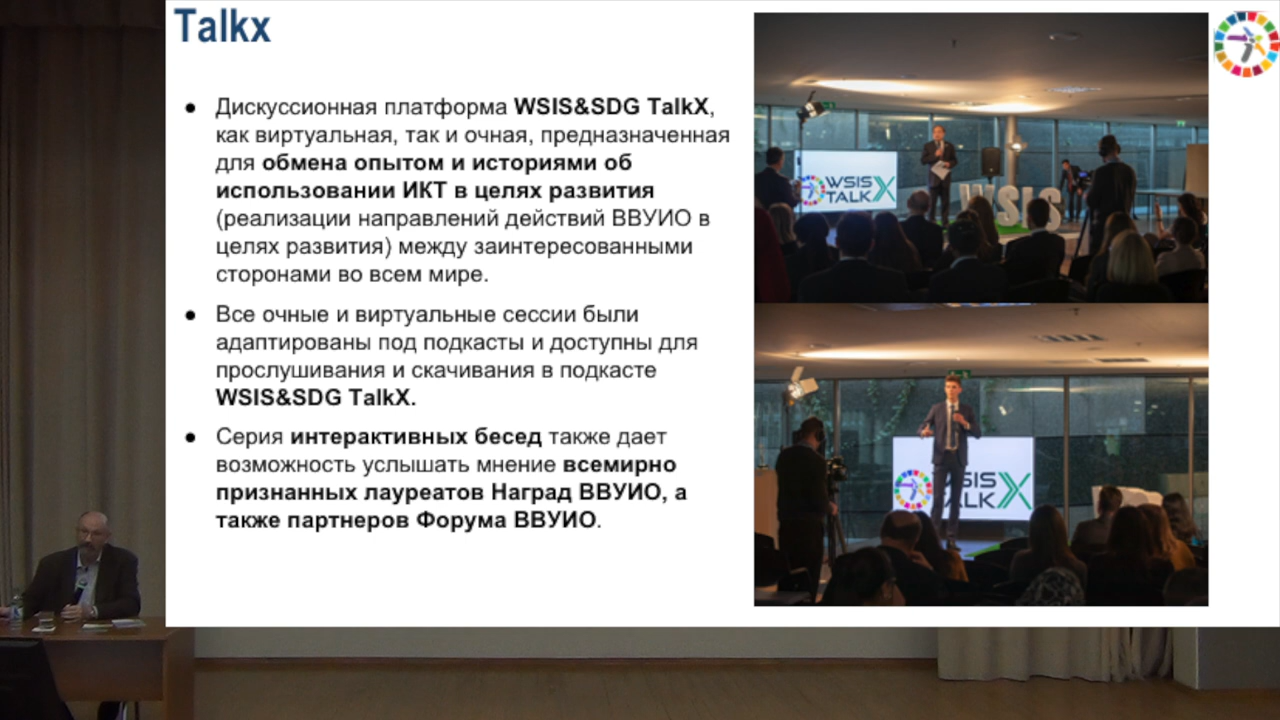 Talkx
● Дискуссионная платформа WSIS&SDG TalkX,
как виртуальная, так и очная, предназначенная
для обмена опытом и историями об
использовании ИКТ в целях развития
(реализации направлений действий ВВУИО в
целях развития) между заинтересованными
сторонами во всем мире.
● Все очные и виртуальные сессии были
адаптированы под подкасты и доступны для
прослушивания и скачивания в подкасте
WSIS&SDG TalkX.
● Серия интерактивных бесед также дает
возможность услышать мнение всемирно
признанных лауреатов Наград ВВУИО, а
также партнеров Форума ВВУИО.
WSIS
TALKX
WSIS
SIS
ALKX